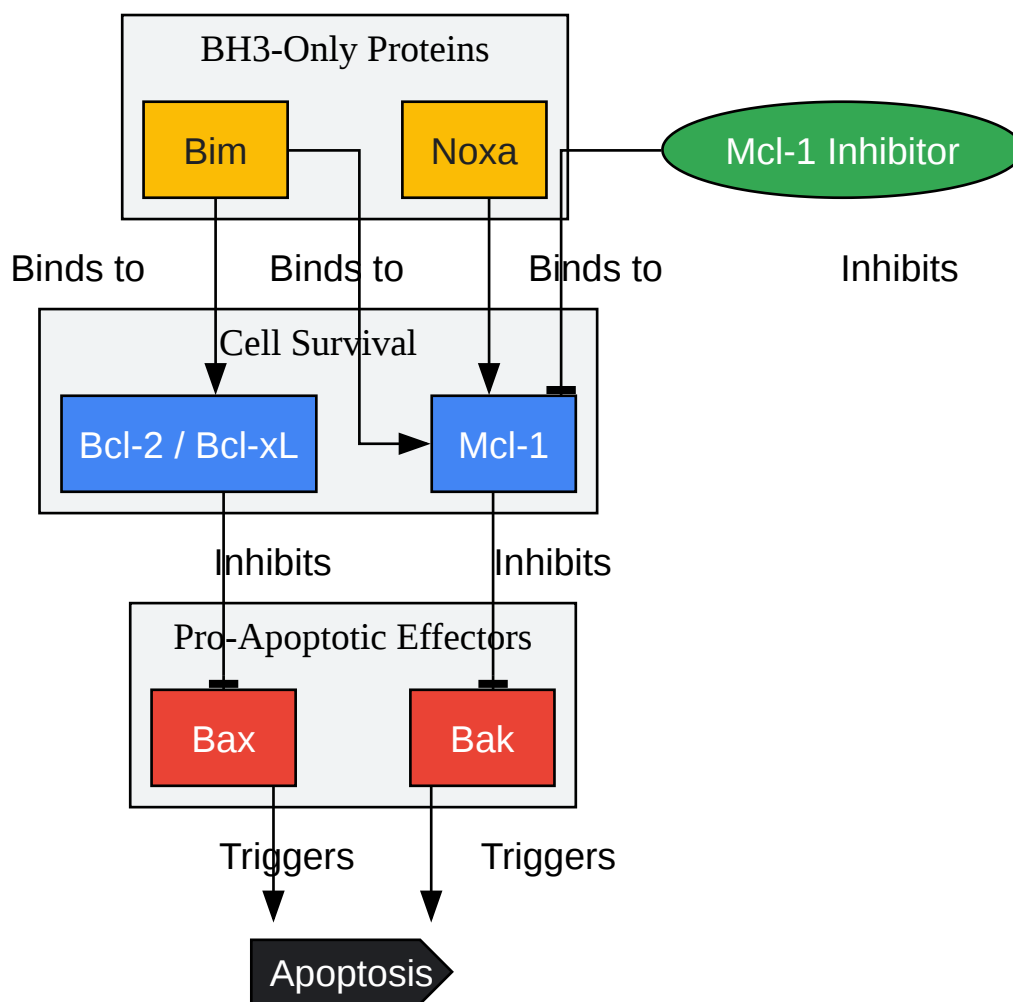 BH3-Only Proteins
Bim
Noxa
Mcl-1 Inhibitor
Binds to
Binds to
Binds to
Inhibits
Cell Survival
Bcl-2 / Bcl-xL
Mcl-1
Inhibits
Inhibits
Pro-Apoptotic Effectors
Bax
Bak
Triggers
Triggers
Apoptosis